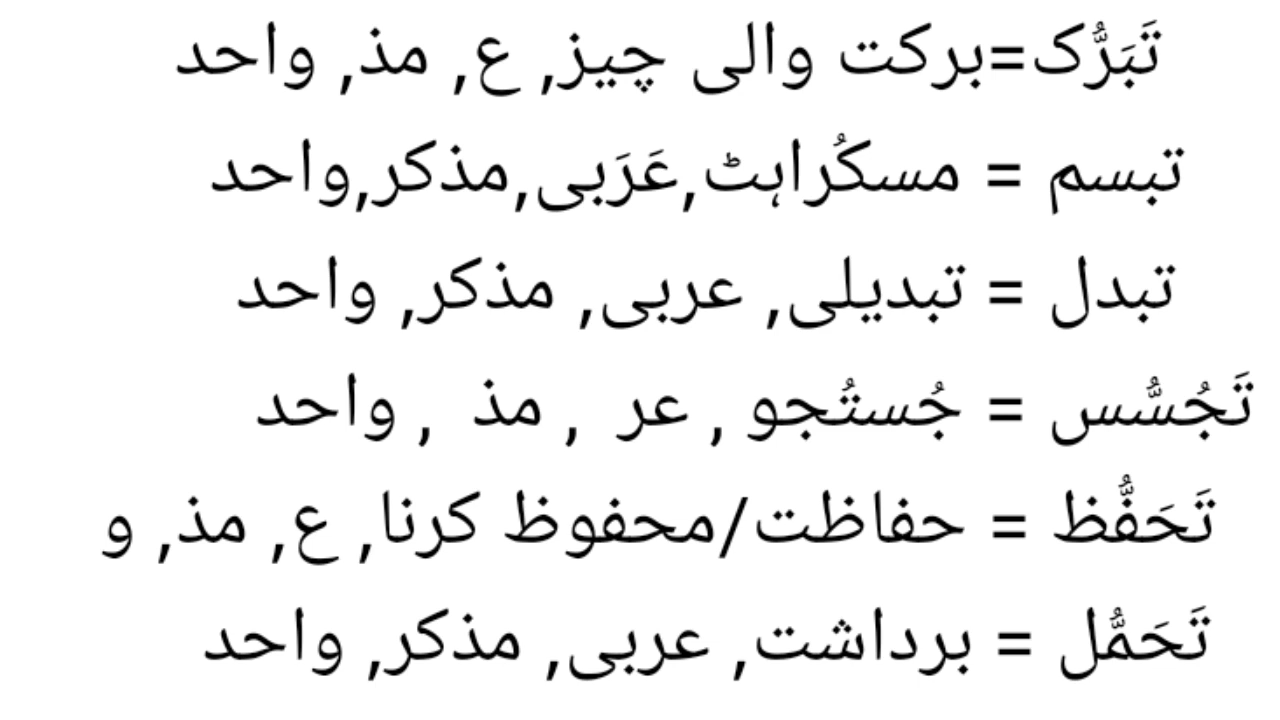 تَبَرُّک=برکت والی چیز, ع, مذ, واحد
تبسم = مسکُراہٹ,عَرَبی,مذکر,واحد
تبدل = تبدیلی, عربی, مذکر, واحد
تَجُسُّس = جُستُجو , عر , مذ , واحد
تَحَفُّظ = حفاظت/محفوظ کرنا, ع, مذ, و
تَحَمُّل = برداشت, عربی, مذکر, واحد